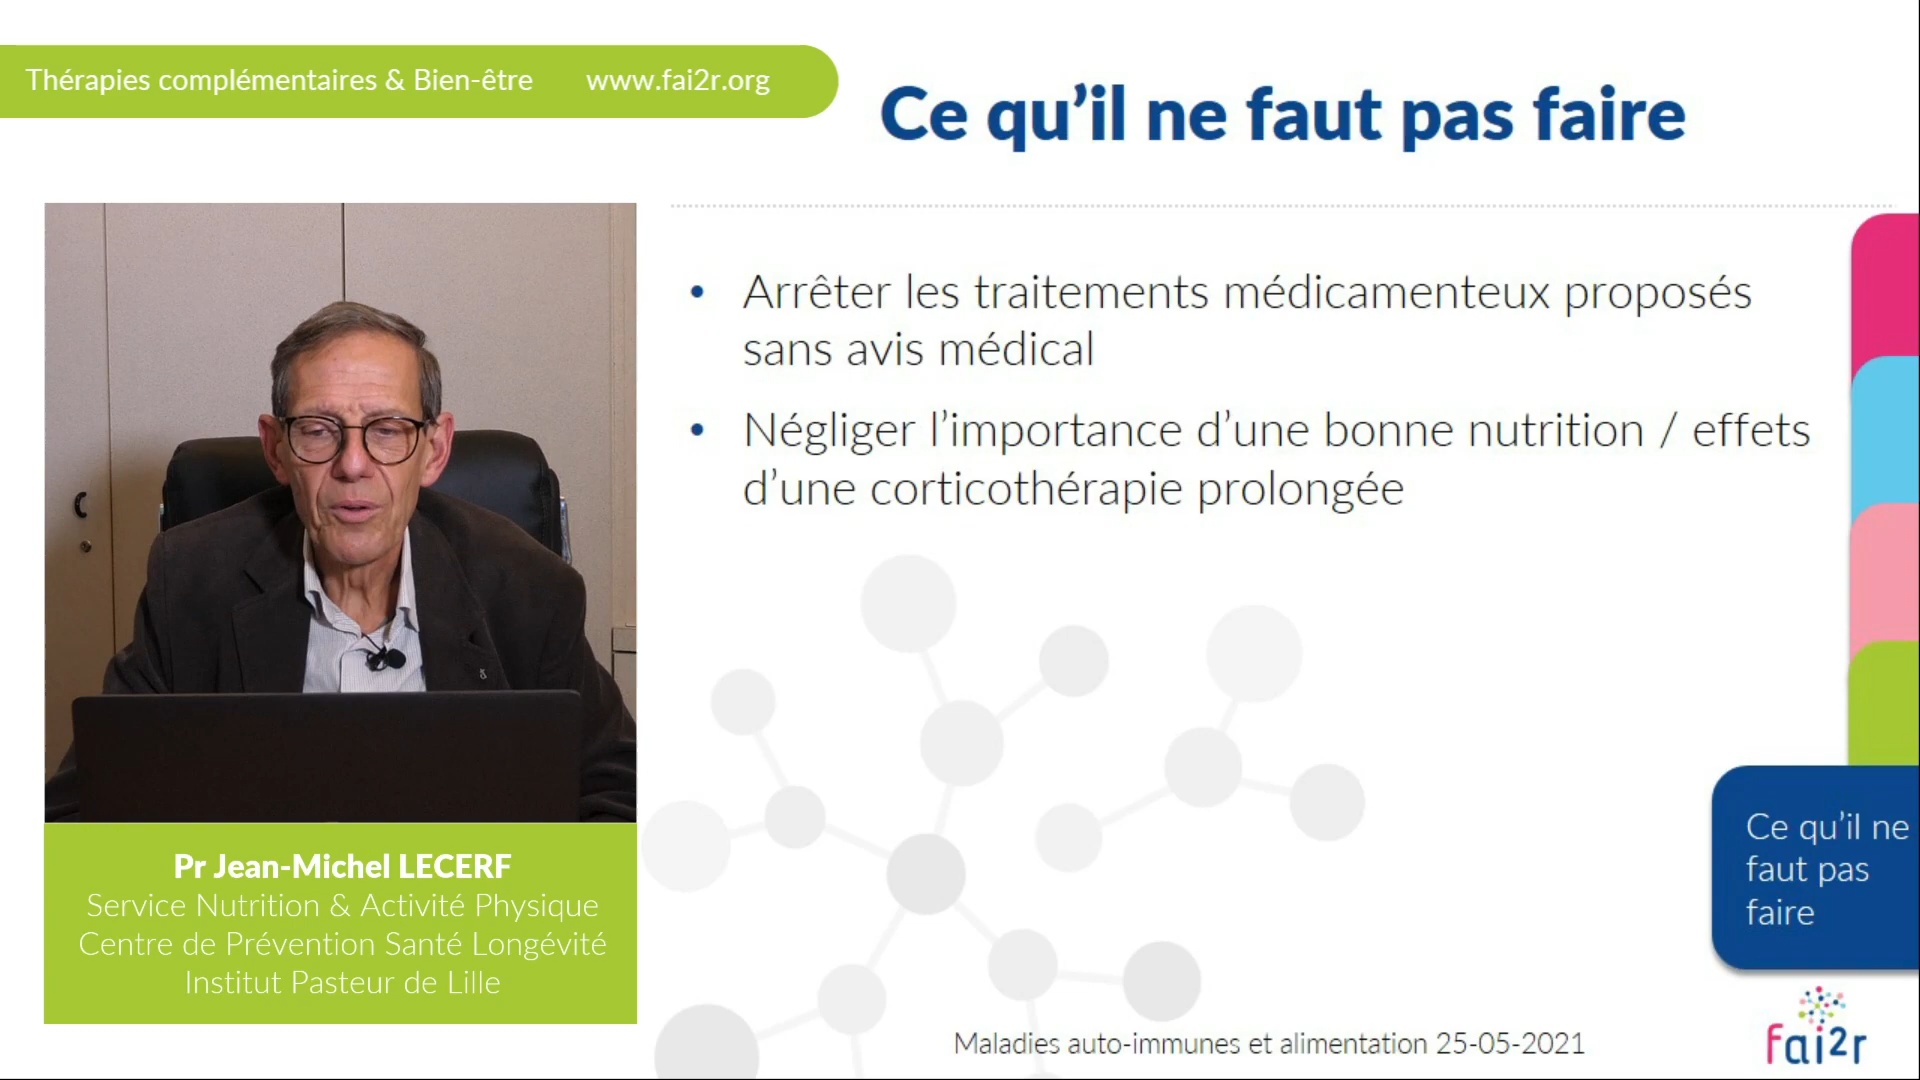 Thérapies complémentaires & Bien-être www.fai2r.org
Ce qu’il ne faut pas faire
• Arrêter les traitements médicamenteux proposés
sans avis médical
• Négliger l’importance d’une bonne nutrition / effets
d’une corticothérapie prolongée
Pr Jean-Michel LECERF
Service Nutrition & Activité Physique
Centre de Prévention Santé Longévité
Institut Pasteur de Lille
Ce qu’il ne
faut pas
faire
Maladies auto-immunes et alimentation 25-05-2021
fai2r